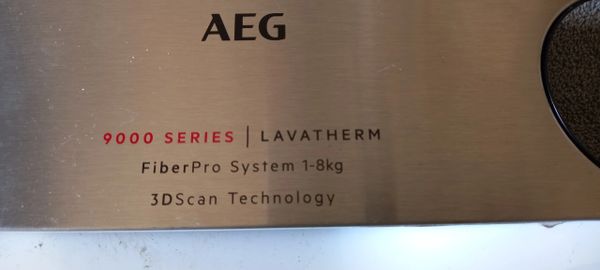 AEG
9000 SERIES | LAVATHERM
FiberPro System 1-8kg
3DScan Technology